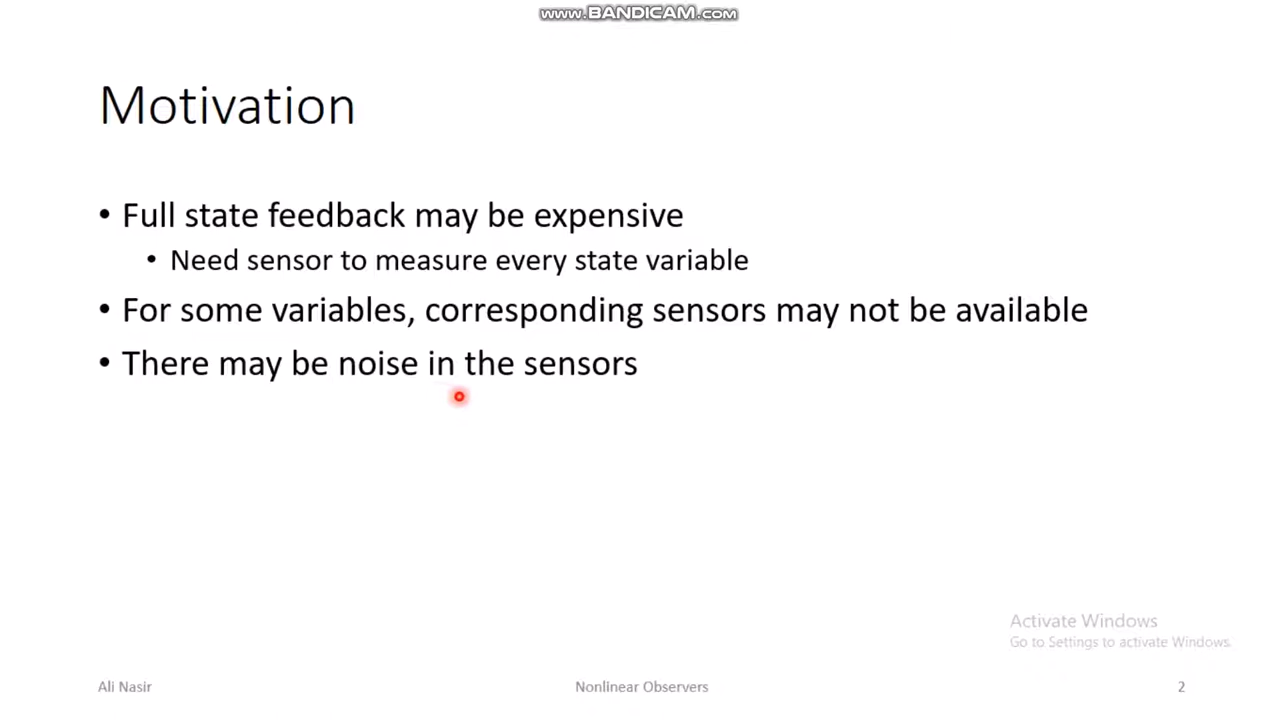 www.BANDICAM.com
Motivation
• Full state feedback may be expensive
• Need sensor to measure every state variable
• For some variables, corresponding sensors may not be available
• There may be noise in the sensors
Activate Windows
Go to Settings to activate Windows.
Ali Nasir
Nonlinear Observers
2